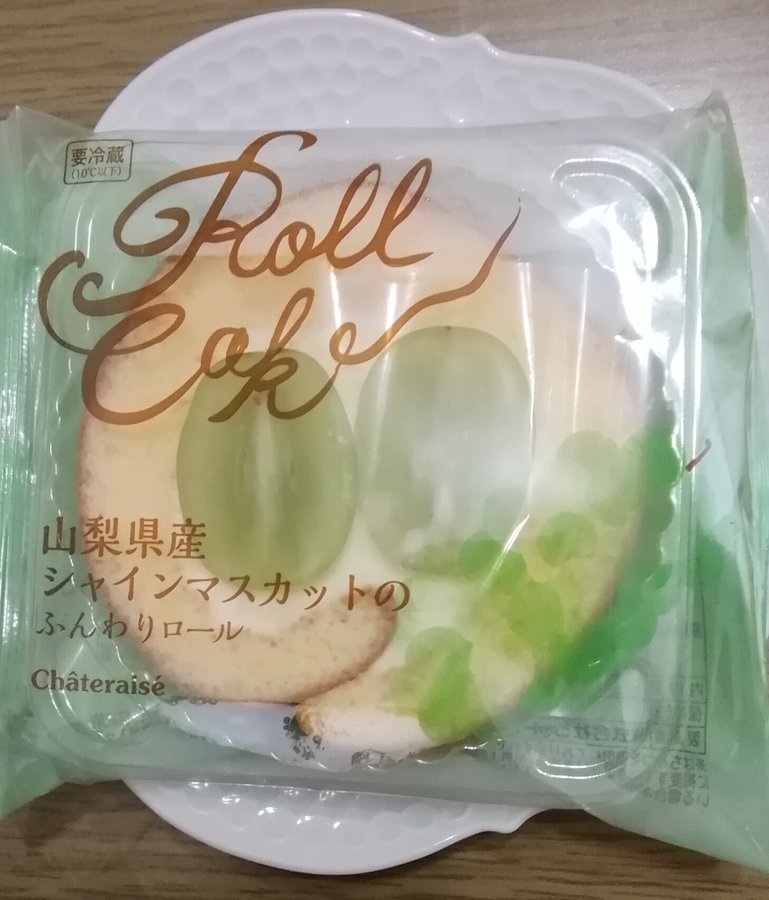 要冷蔵
(10℃以下)
Roll
Cake
山梨県産
シャインマスカットの
ふんわりロール
Châteraisé